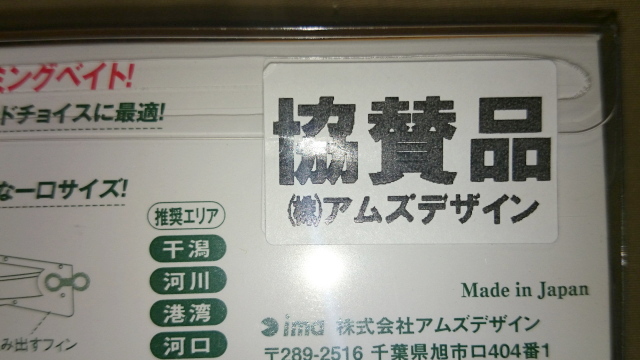 ミングベイト!
ドチョイスに最適!
な一口サイズ!
協賛品
(株)アムズデザイン
推奨エリア
干潟
河川
港湾
河口
み出すフィン
Made in Japan
ima 株式会社アムズデザイン
〒289-2516 千葉県旭市ロ404番1